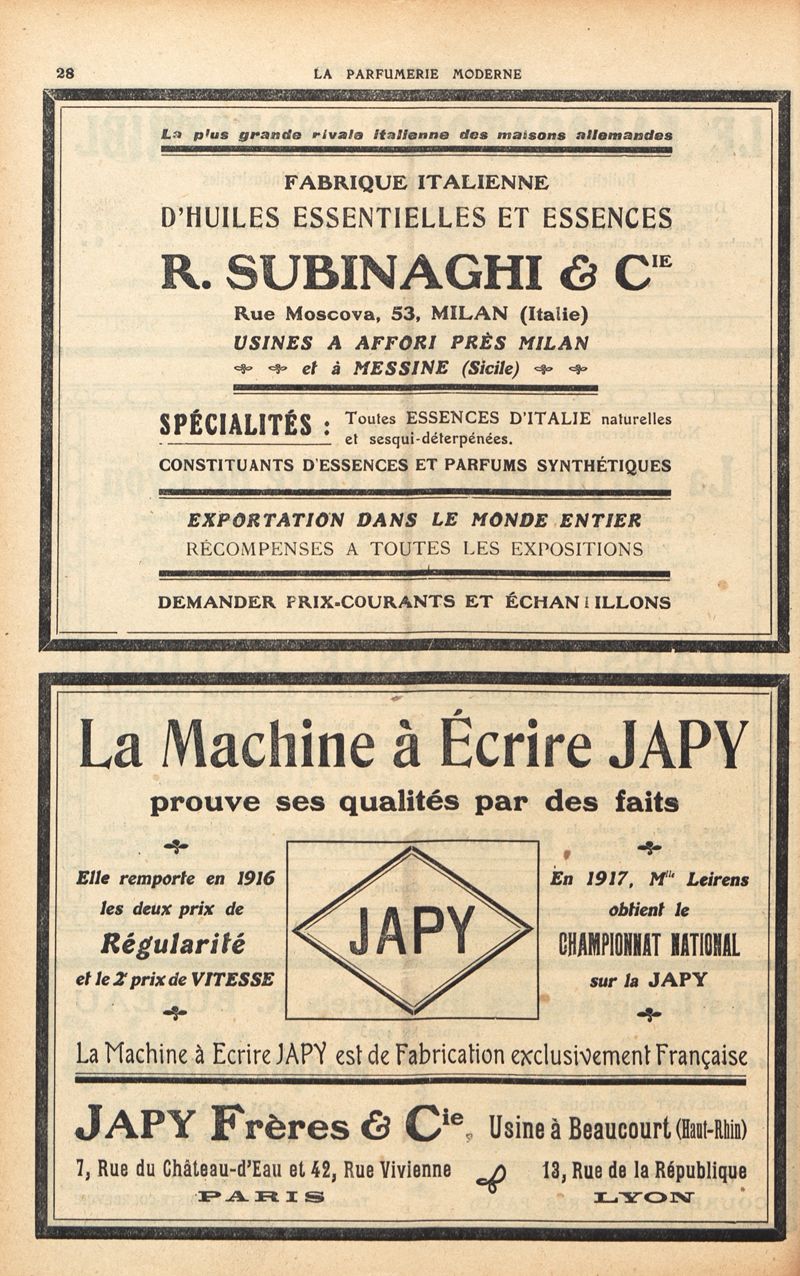 28
LA PARFUMERIE MODERNE
La plus grande rivale italienne des maisons allemandes
FABRIQUE ITALIENNE
D'HUILES ESSENTIELLES ET ESSENCES
R. SUBINAGHI & CIE
Rue Moscova, 53, MILAN (Italie)
USINES A AFFORI PRÈS MILAN
et à MESSINE (Sicile)
SPÉCIALITÉS : Toutes ESSENCES D'ITALIE naturelles
et sesqui-déterpénées.
CONSTITUANTS D'ESSENCES ET PARFUMS SYNTHÉTIQUES
EXPORTATION DANS LE MONDE ENTIER
RÉCOMPENSES A TOUTES LES EXPOSITIONS
DEMANDER PRIX-COURANTS ET ÉCHANTILLONS
La Machine à Écrire JAPY
prouve ses qualités par des faits
Elle remporte en 1916
les deux prix de
Régularité
et le 2e prix de VITESSE
JAPY
En 1917, Mlle Leirens
obtient le
CHAMPIONNAT NATIONAL
sur la JAPY
La Machine à Ecrire JAPY est de Fabrication exclusivement Française
JAPY Frères & Cie, Usine à Beaucourt (Haut-Rhin)
7, Rue du Château-d'Eau et 42, Rue Vivienne
PARIS
13, Rue de la République
LYON